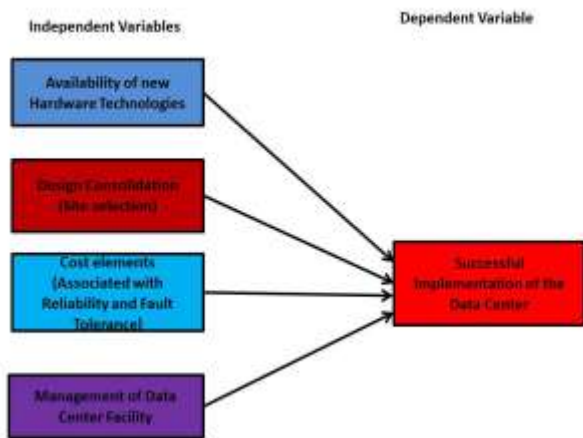 Independent Variables
Dependent Variable
Availability of new
Hardware Technologies
Design Consolidation
(Site selection)
Cost elements
(Associated with
Reliability and Fault
Tolerance)
Successful
Implementation of the
Data Center
Management of Data
Center Facility